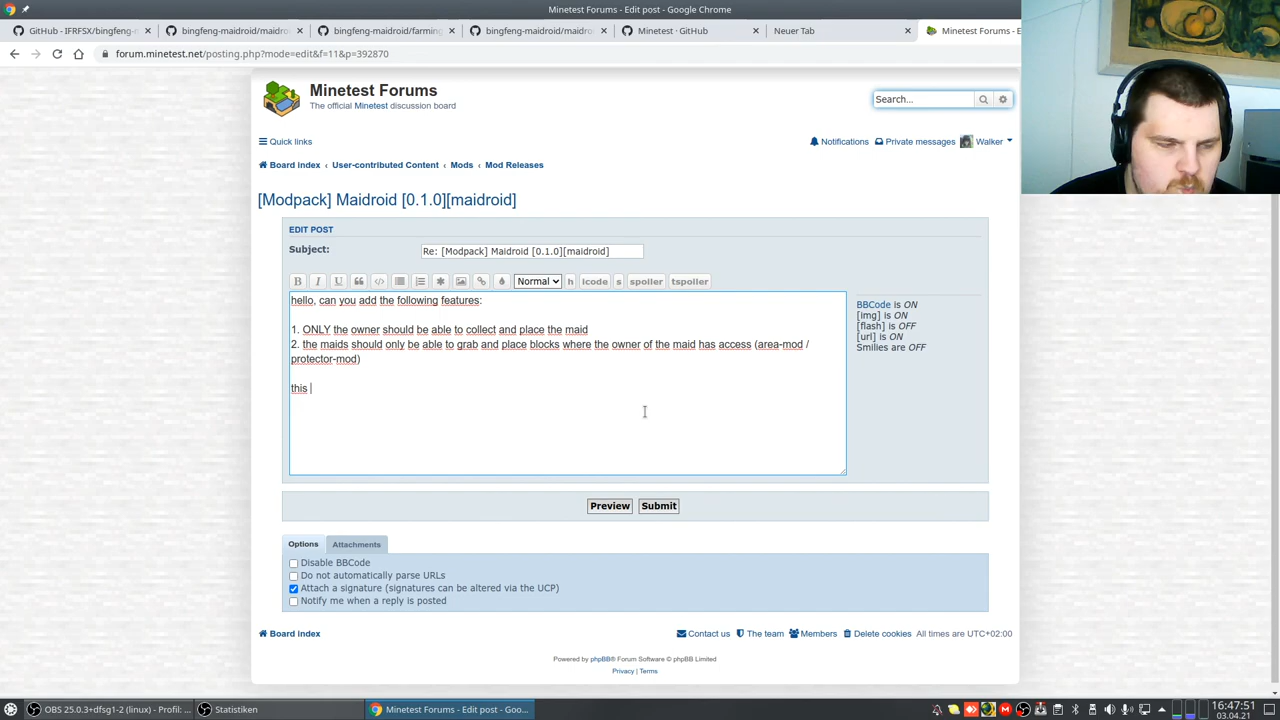 Minetest Forums - Edit post - Google Chrome
GitHub - IFRFSX/bingfeng-m
bingfeng-maidroid/maidro
bingfeng-maidroid/farming
bingfeng-maidroid/maidro
Minetest · GitHub
Neuer Tab
Minetest Forums - Edit pos
forum.minetest.net/posting.php?mode=edit&f=11&p=392870
Minetest Forums
The official Minetest discussion board
Search…
Quick links
Notifications Private messages Walker
Board index ‹ User-contributed Content ‹ Mods ‹ Mod Releases
[Modpack] Maidroid [0.1.0][maidroid]
EDIT POST
Subject:
Re: [Modpack] Maidroid [0.1.0][maidroid]
B i U Normal h icode s spoiler tspoiler
hello, can you add the following features:
1. ONLY the owner should be able to collect and place the maid
2. the maids should only be able to grab and place blocks where the owner of the maid has access (area-mod /
protector-mod)
this
BBCode is ON
[img] is ON
[flash] is OFF
[url] is ON
Smilies are OFF
Preview Submit
Options Attachments
Disable BBCode
Do not automatically parse URLs
Attach a signature (signatures can be altered via the UCP)
Notify me when a reply is posted
Board index
Contact us The team Members Delete cookies All times are UTC+02:00
Powered by phpBB® Forum Software © phpBB Limited
Privacy | Terms
OBS 25.0.3+dfsg1-2 (linux) - Profil: ...
Statistiken
Minetest Forums - Edit post - Goo...
16:47:51
03.04.21